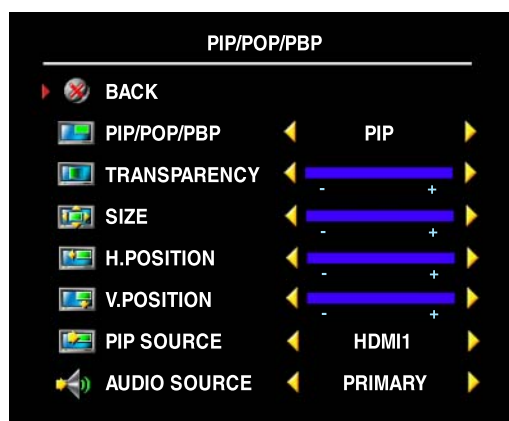 PIP/POP/PBP
BACK
PIP/POP/PBP PIP
TRANSPARENCY
- +
SIZE
- +
H.POSITION
- +
V.POSITION
- +
PIP SOURCE HDMI1
AUDIO SOURCE PRIMARY